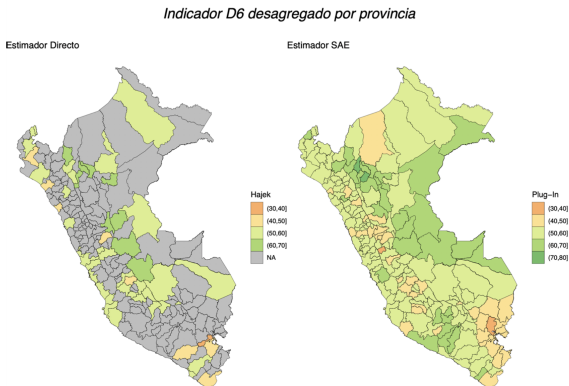 Indicador D6 desagregado por provincia
Estimador Directo
Estimador SAE
Hajek
(30,40]
(40,50]
(50,60]
(60,70]
NA
Plug-In
(30,40]
(40,50]
(50,60]
(60,70]
(70,80]